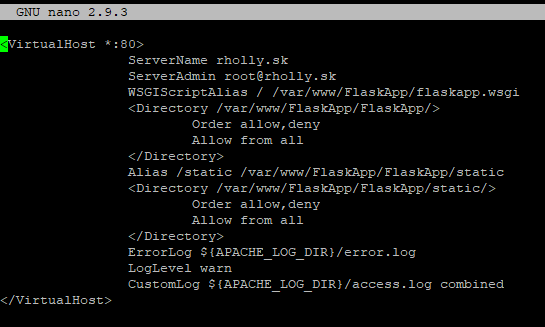 GNU nano 2.9.3
<VirtualHost *:80>
ServerName rholly.sk
ServerAdmin root@rholly.sk
WSGIScriptAlias / /var/www/FlaskApp/flaskapp.wsgi
<Directory /var/www/FlaskApp/FlaskApp/>
Order allow,deny
Allow from all
</Directory>
Alias /static /var/www/FlaskApp/FlaskApp/static
<Directory /var/www/FlaskApp/FlaskApp/static/>
Order allow,deny
Allow from all
</Directory>
ErrorLog ${APACHE_LOG_DIR}/error.log
LogLevel warn
CustomLog ${APACHE_LOG_DIR}/access.log combined
</VirtualHost>